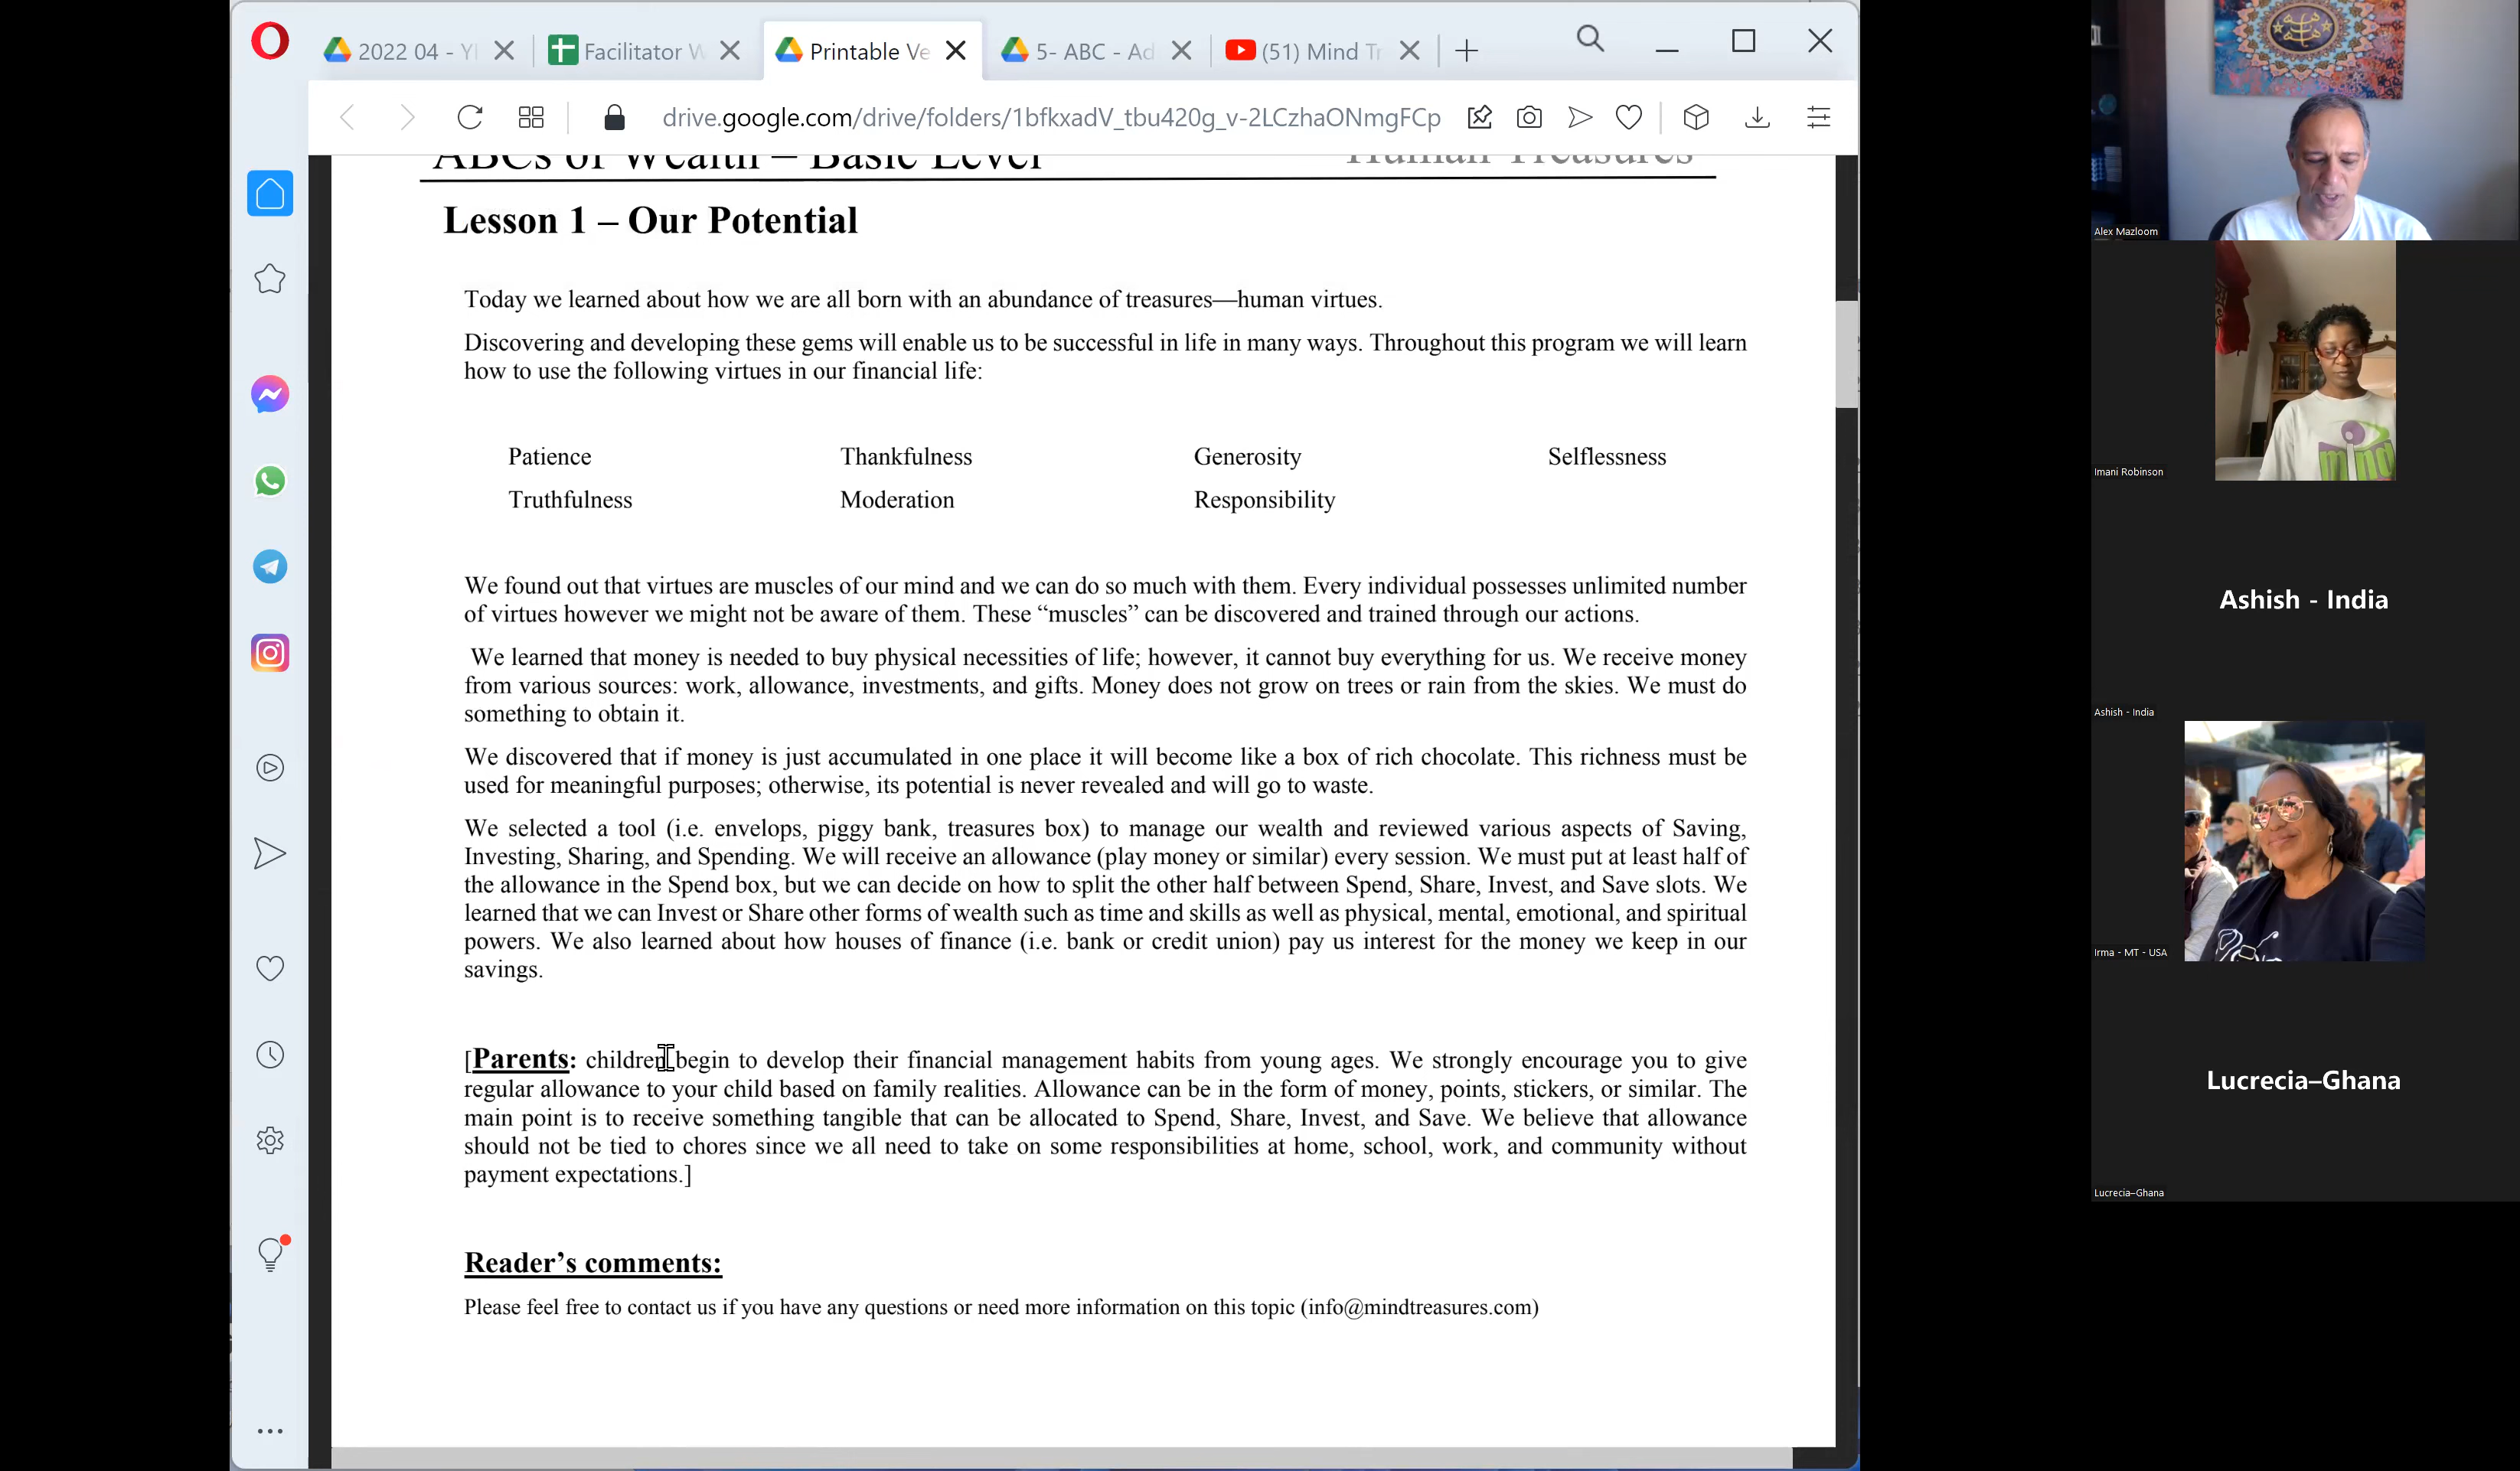 2022 04 - Y
Facilitator W
Printable Ve
5- ABC - Ad
(51) Mind Tr
drive.google.com/drive/folders/1bfkxadV_tbu420g_v-2LCzhaONmgFCp
ABCs of Wealth – Basic Level
Human Treasures
Lesson 1 – Our Potential
Today we learned about how we are all born with an abundance of treasures—human virtues.
Discovering and developing these gems will enable us to be successful in life in many ways. Throughout this program we will learn
how to use the following virtues in our financial life:
Patience Thankfulness Generosity Selflessness
Truthfulness Moderation Responsibility
We found out that virtues are muscles of our mind and we can do so much with them. Every individual possesses unlimited number
of virtues however we might not be aware of them. These “muscles” can be discovered and trained through our actions.
We learned that money is needed to buy physical necessities of life; however, it cannot buy everything for us. We receive money
from various sources: work, allowance, investments, and gifts. Money does not grow on trees or rain from the skies. We must do
something to obtain it.
We discovered that if money is just accumulated in one place it will become like a box of rich chocolate. This richness must be
used for meaningful purposes; otherwise, its potential is never revealed and will go to waste.
We selected a tool (i.e. envelops, piggy bank, treasures box) to manage our wealth and reviewed various aspects of Saving,
Investing, Sharing, and Spending. We will receive an allowance (play money or similar) every session. We must put at least half of
the allowance in the Spend box, but we can decide on how to split the other half between Spend, Share, Invest, and Save slots. We
learned that we can Invest or Share other forms of wealth such as time and skills as well as physical, mental, emotional, and spiritual
powers. We also learned about how houses of finance (i.e. bank or credit union) pay us interest for the money we keep in our
savings.
[Parents: children begin to develop their financial management habits from young ages. We strongly encourage you to give
regular allowance to your child based on family realities. Allowance can be in the form of money, points, stickers, or similar. The
main point is to receive something tangible that can be allocated to Spend, Share, Invest, and Save. We believe that allowance
should not be tied to chores since we all need to take on some responsibilities at home, school, work, and community without
payment expectations.]
Reader’s comments:
Please feel free to contact us if you have any questions or need more information on this topic (info@mindtreasures.com)
Alex Mazloom
mind
Imani Robinson
Ashish - India
Ashish - India
Irma - MT - USA
Lucrecia–Ghana
Lucrecia–Ghana